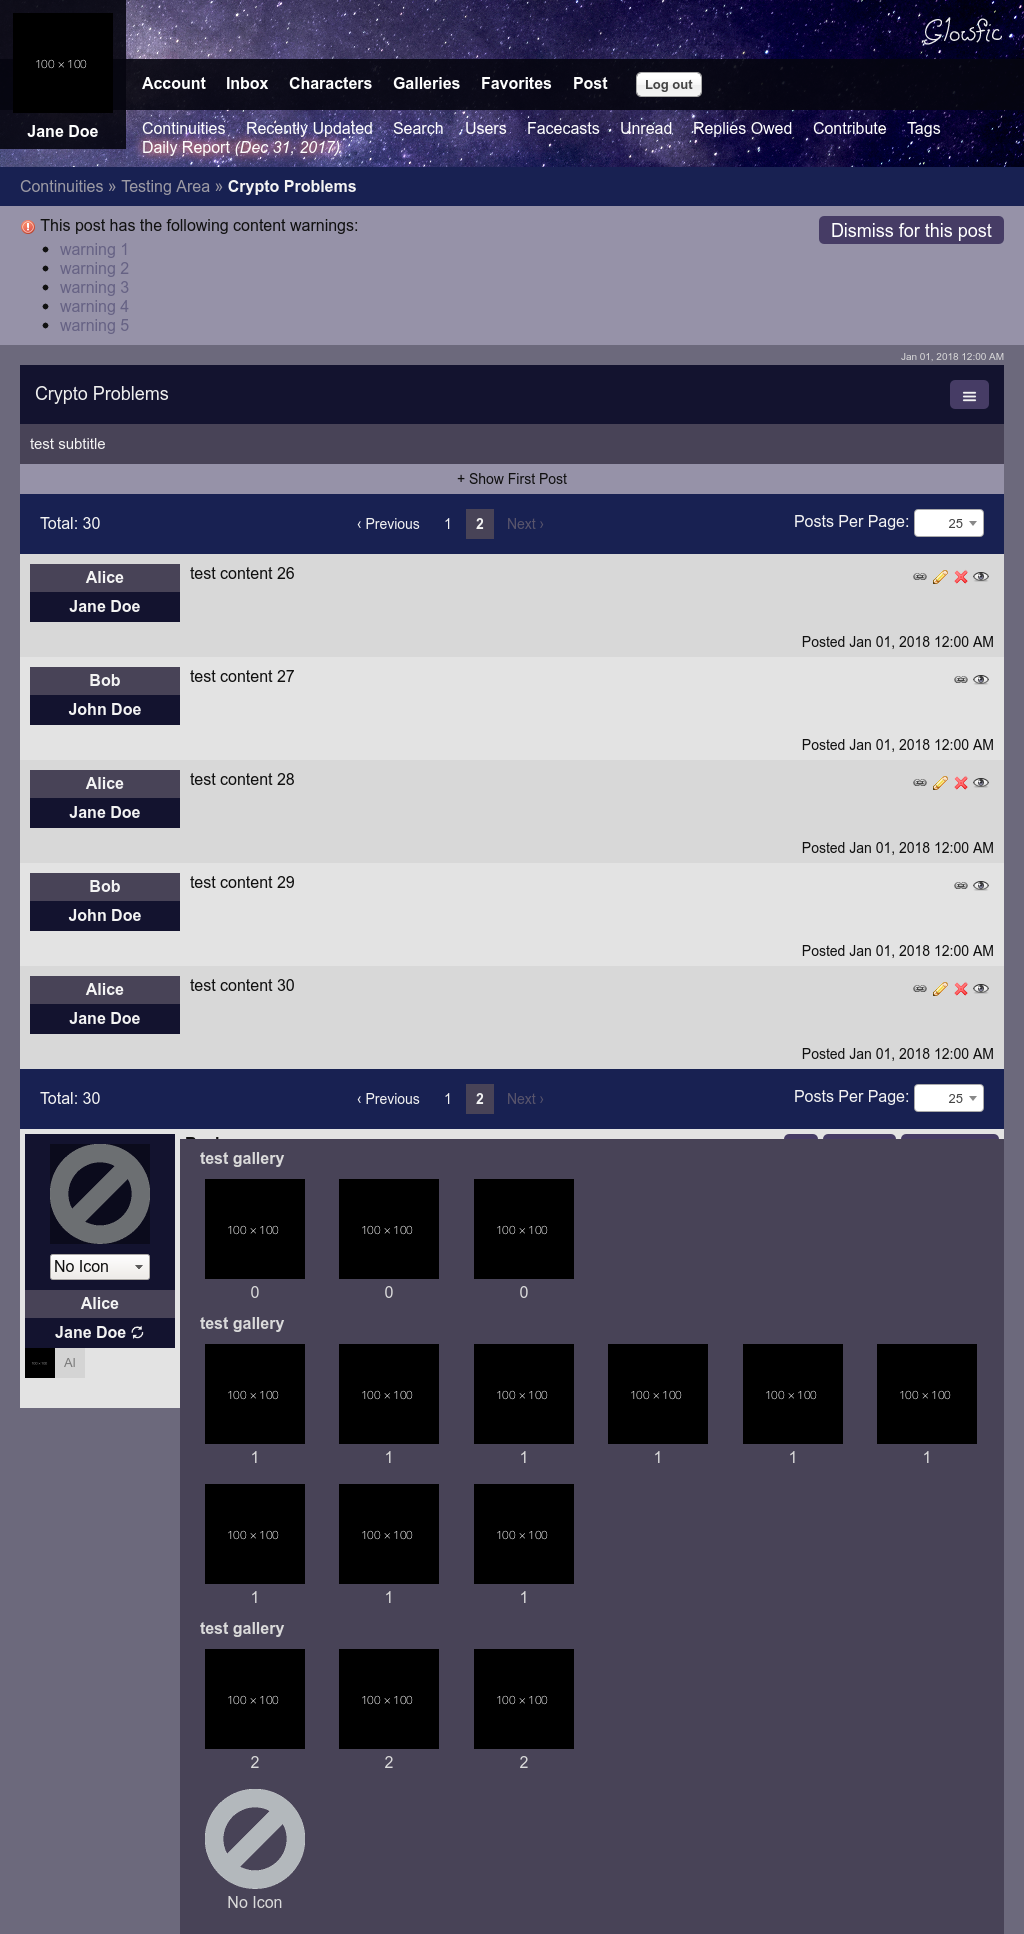 Glowfic
100 × 100
Account Inbox Characters Galleries Favorites Post Log out
Jane Doe
Continuities Recently Updated Search Users Facecasts Unread Replies Owed Contribute Tags
Daily Report (Dec 31, 2017)
Continuities » Testing Area » Crypto Problems
This post has the following content warnings:
Dismiss for this post
warning 1
warning 2
warning 3
warning 4
warning 5
Jan 01, 2018 12:00 AM
Crypto Problems
test subtitle
+ Show First Post
Total: 30 ‹ Previous 1 2 Next › Posts Per Page: 25
Alice test content 26
Jane Doe
Posted Jan 01, 2018 12:00 AM
Bob test content 27
John Doe
Posted Jan 01, 2018 12:00 AM
Alice test content 28
Jane Doe
Posted Jan 01, 2018 12:00 AM
Bob test content 29
John Doe
Posted Jan 01, 2018 12:00 AM
Alice test content 30
Jane Doe
Posted Jan 01, 2018 12:00 AM
Total: 30 ‹ Previous 1 2 Next › Posts Per Page: 25
No Icon
Alice
Jane Doe
Al
test gallery
100 × 100 100 × 100 100 × 100
0 0 0
test gallery
100 × 100 100 × 100 100 × 100 100 × 100 100 × 100 100 × 100
1 1 1 1 1 1
100 × 100 100 × 100 100 × 100
1 1 1
test gallery
100 × 100 100 × 100 100 × 100
2 2 2
No Icon